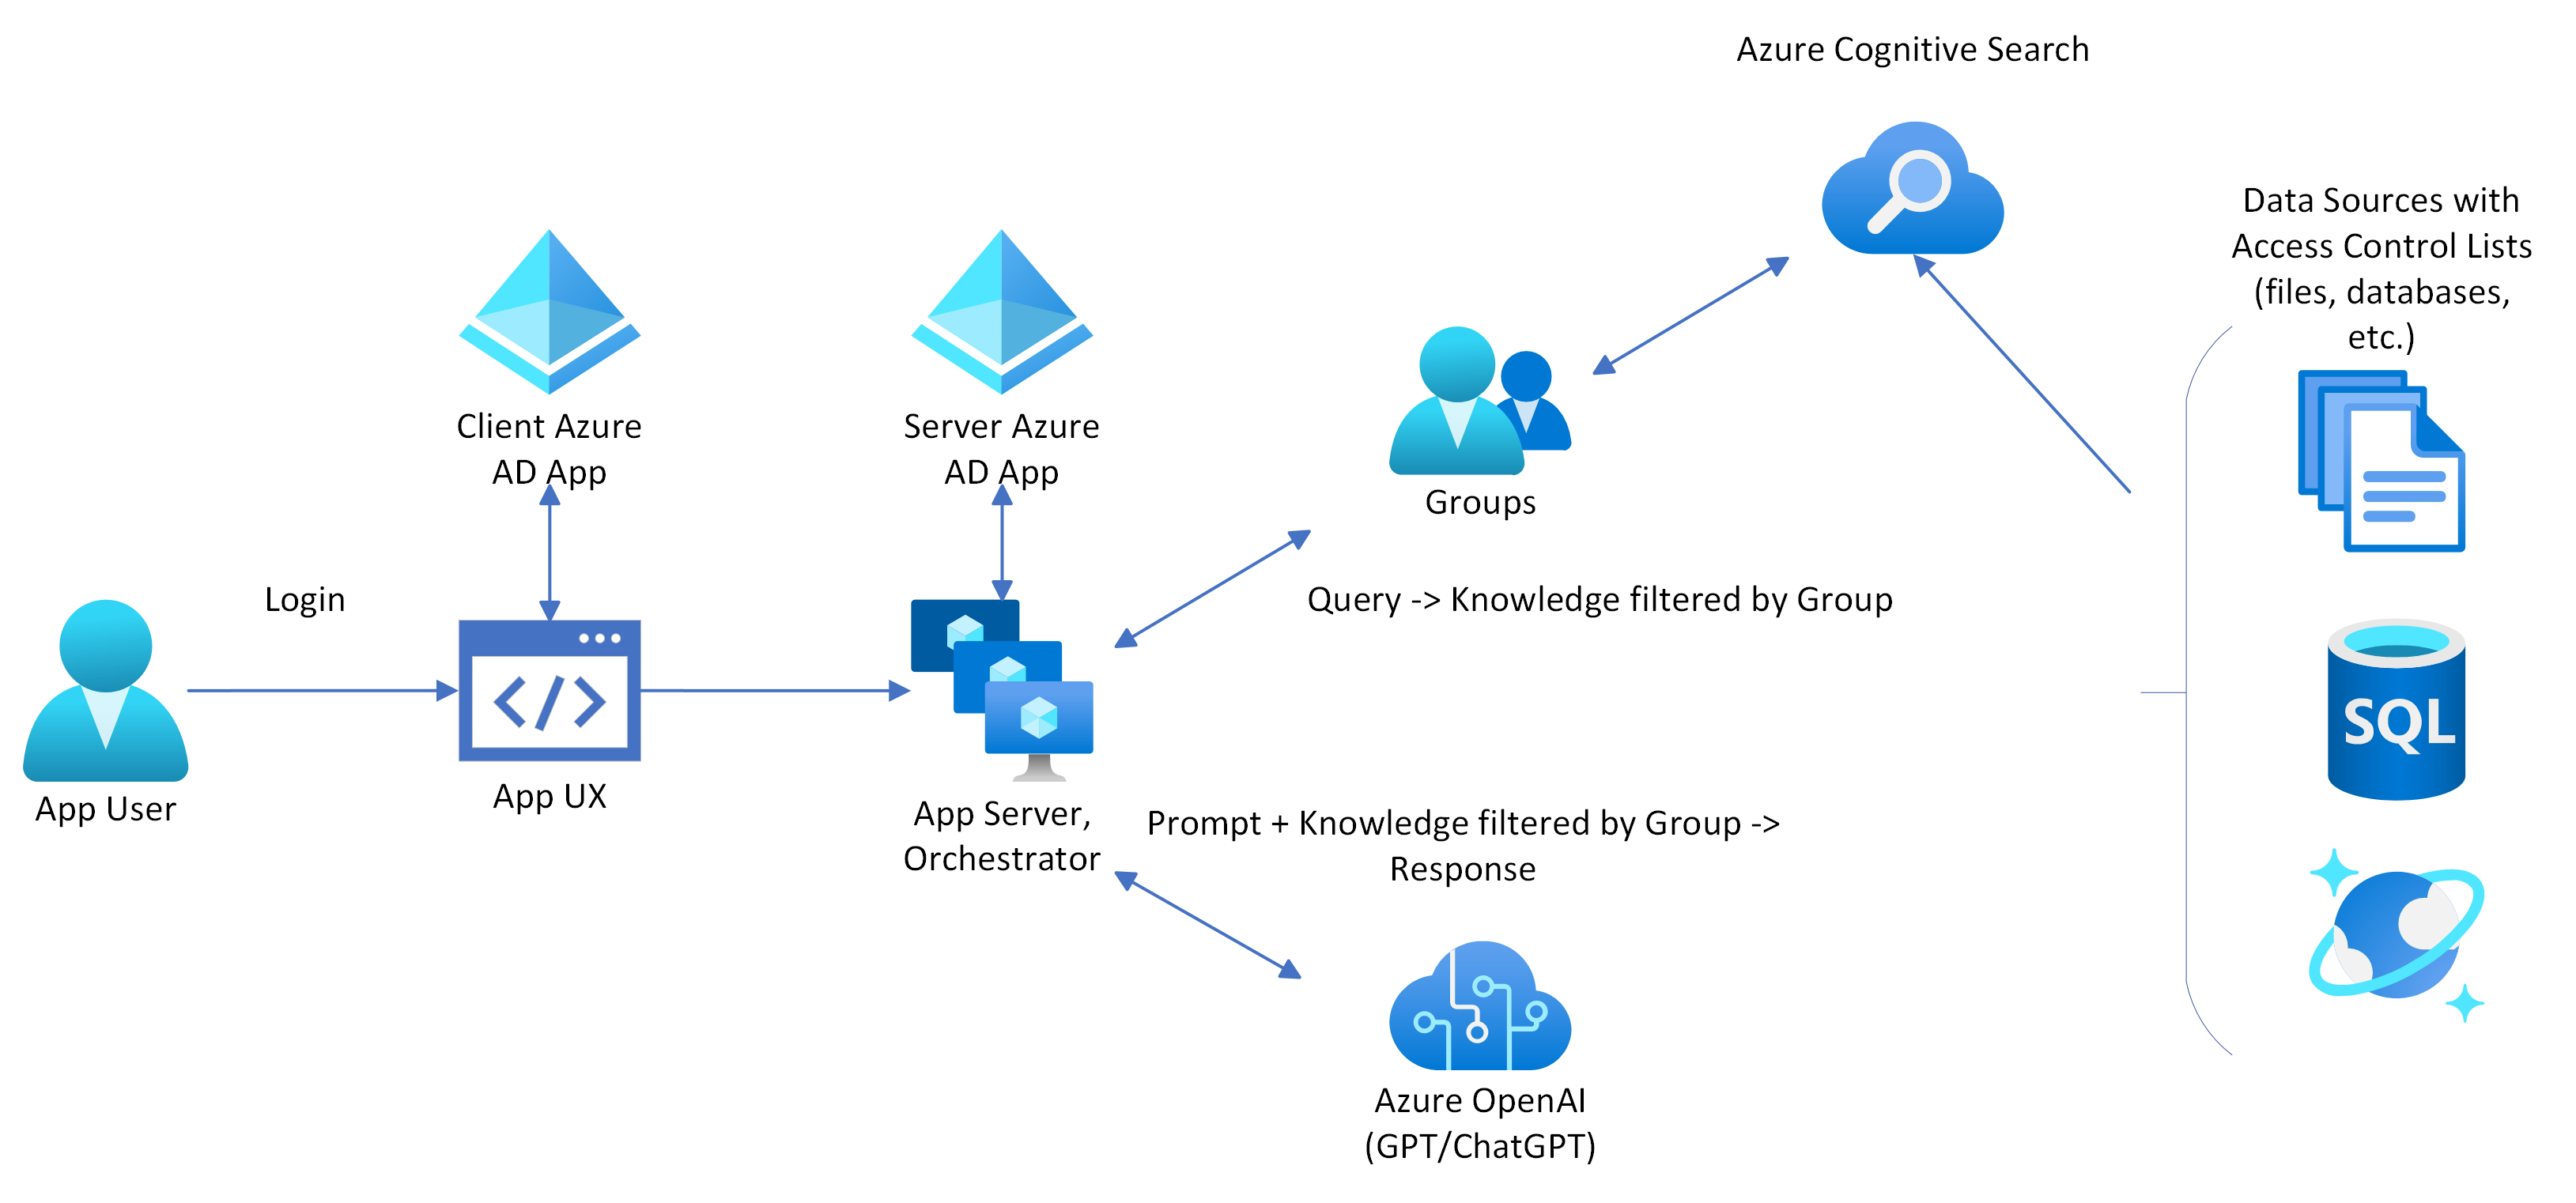 Azure Cognitive Search
Data Sources with
Access Control Lists
(files, databases,
etc.)
Client Azure
AD App
Server Azure
AD App
Groups
Login
Query -> Knowledge filtered by Group
SQL
App User
App UX
App Server,
Orchestrator
Prompt + Knowledge filtered by Group ->
Response
Azure OpenAI
(GPT/ChatGPT)